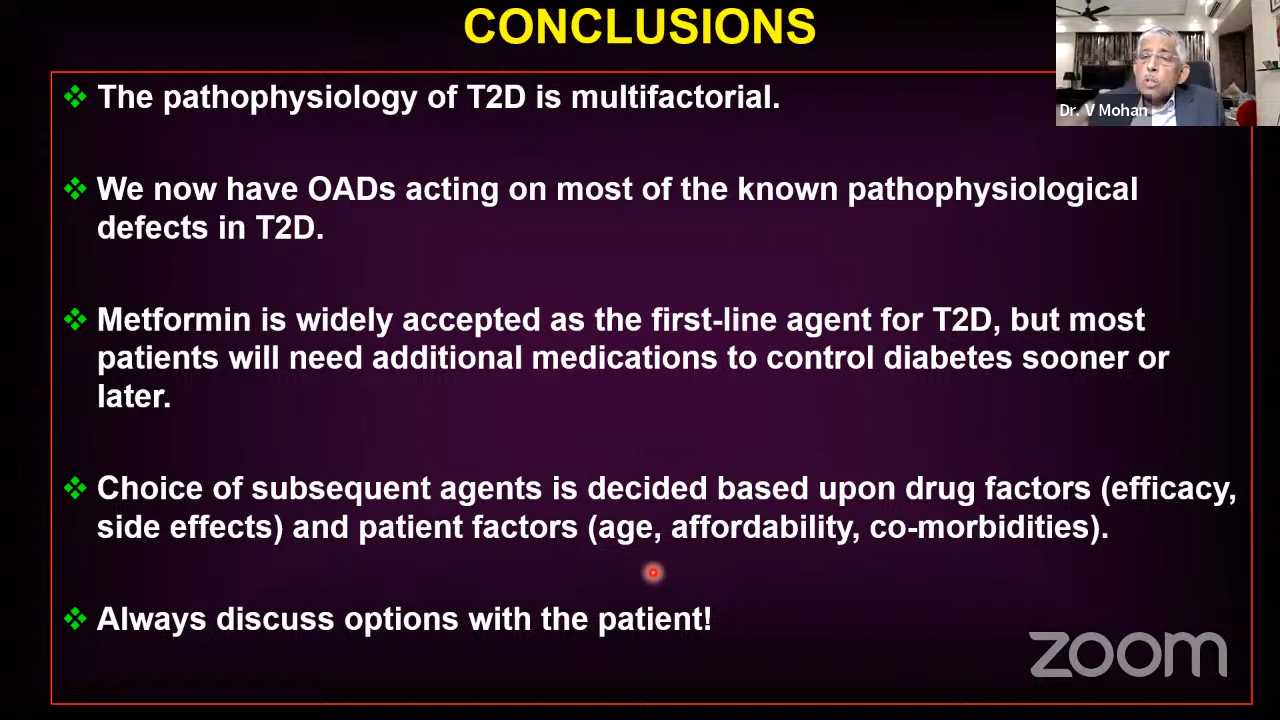 CONCLUSIONS
Dr. V Mohan
❖ The pathophysiology of T2D is multifactorial.
❖ We now have OADs acting on most of the known pathophysiological
defects in T2D.
❖ Metformin is widely accepted as the first-line agent for T2D, but most
patients will need additional medications to control diabetes sooner or
later.
❖ Choice of subsequent agents is decided based upon drug factors (efficacy,
side effects) and patient factors (age, affordability, co-morbidities).
❖ Always discuss options with the patient!
zoom